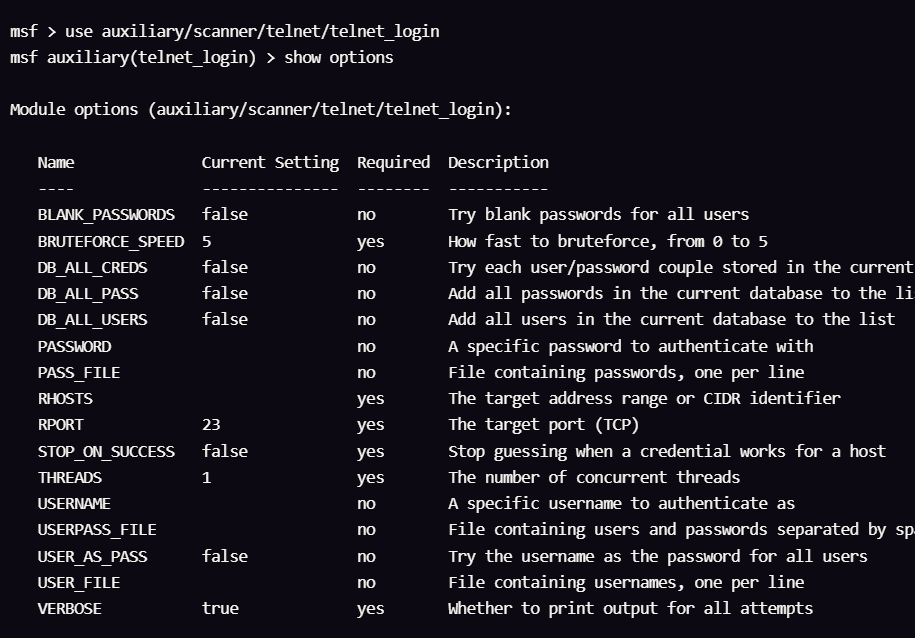 msf > use auxiliary/scanner/telnet/telnet_login
msf auxiliary(telnet_login) > show options
Module options (auxiliary/scanner/telnet/telnet_login):
Name Current Setting Required Description
---- --------------- -------- -----------
BLANK_PASSWORDS false no Try blank passwords for all users
BRUTEFORCE_SPEED 5 yes How fast to bruteforce, from 0 to 5
DB_ALL_CREDS false no Try each user/password couple stored in the current
DB_ALL_PASS false no Add all passwords in the current database to the
DB_ALL_USERS false no Add all users in the current database to the list
PASSWORD no A specific password to authenticate with
PASS_FILE no File containing passwords, one per line
RHOSTS yes The target address range or CIDR identifier
RPORT 23 yes The target port (TCP)
STOP_ON_SUCCESS false yes Stop guessing when a credential works for a host
THREADS 1 yes The number of concurrent threads
USERNAME no A specific username to authenticate as
USERPASS_FILE no File containing users and passwords separated by
USER_AS_PASS false no Try the username as the password for all users
USER_FILE no File containing usernames, one per line
VERBOSE true yes Whether to print output for all attempts